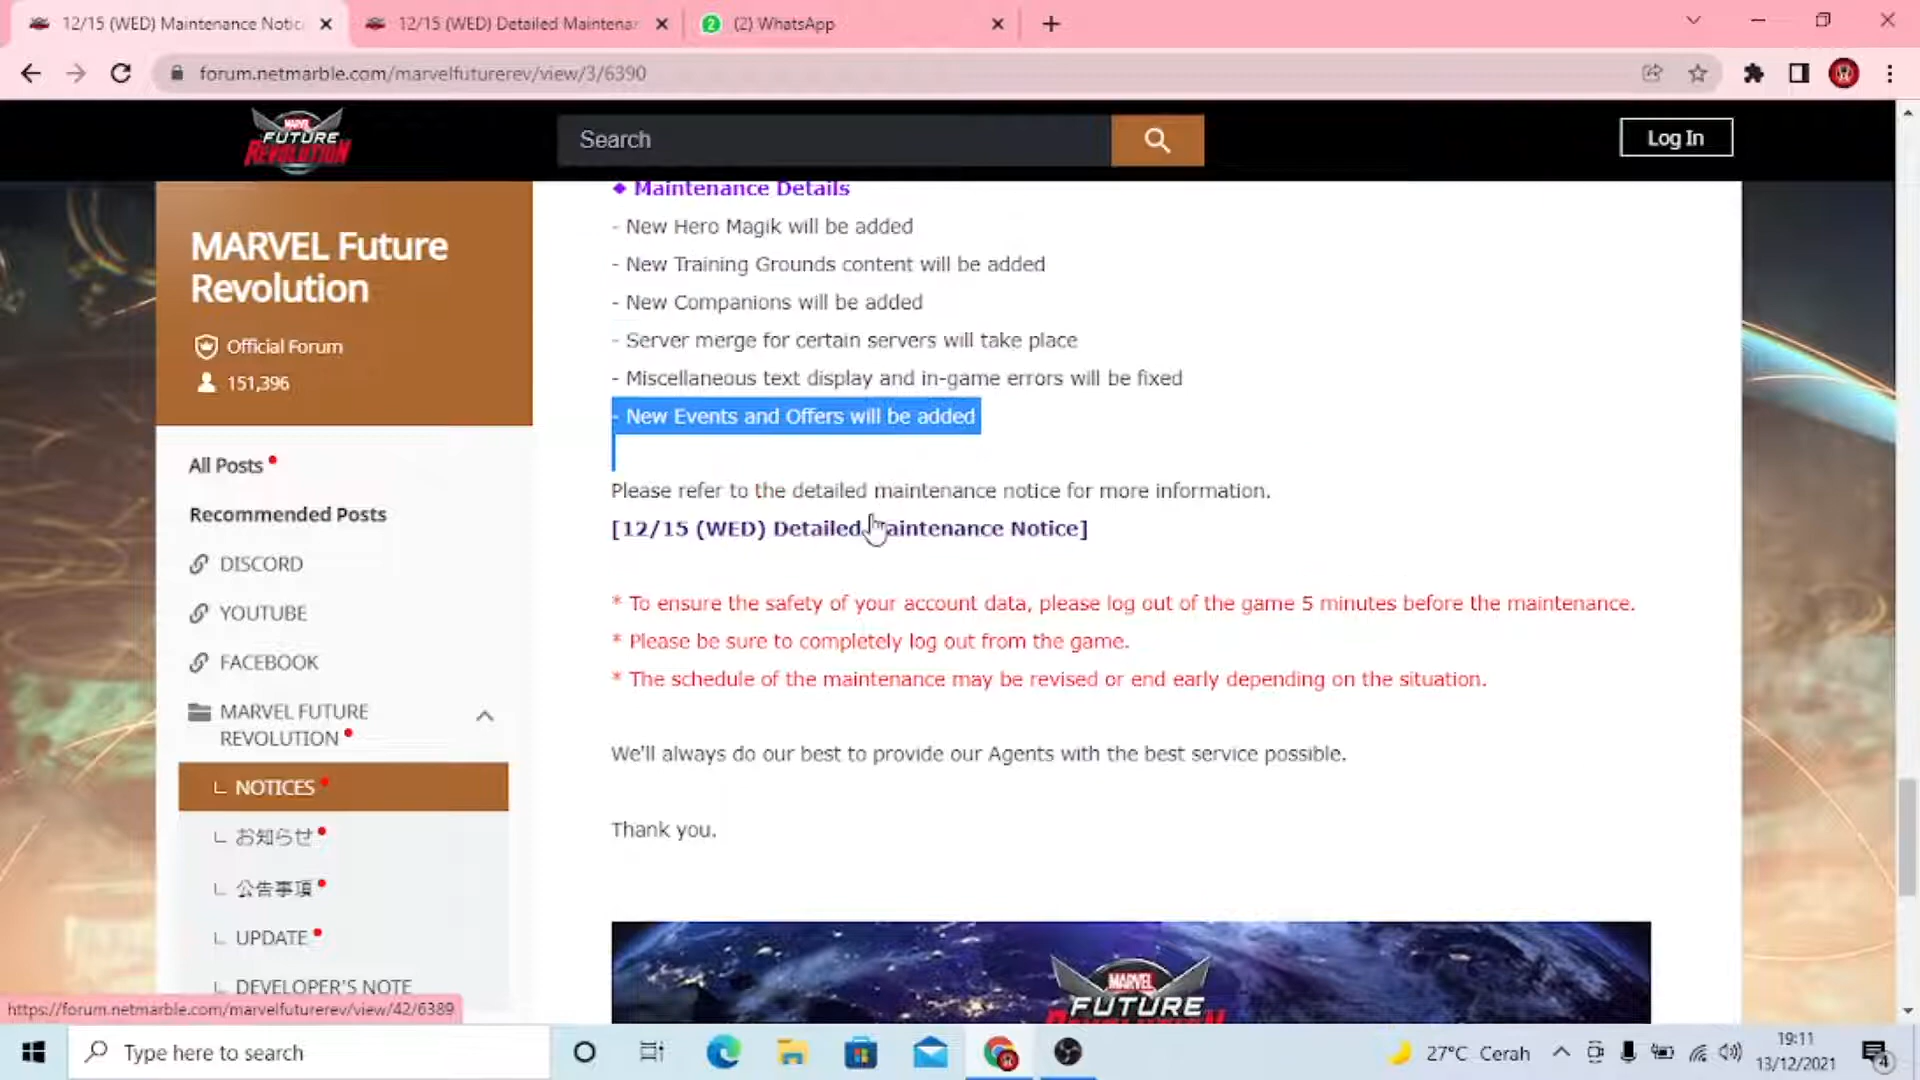 12/15 (WED) Maintenance Notic
12/15 (WED) Detailed Maintenan
2
(2) WhatsApp
forum.netmarble.com/marvelfuturerev/view/3/6390
MARVEL
FUTURE
REVOLUTION
Search
Log In
MARVEL Future
Revolution
Official Forum
151,396
All Posts
Recommended Posts
DISCORD
YOUTUBE
FACEBOOK
MARVEL FUTURE
REVOLUTION
NOTICES
お知らせ
公告事項
UPDATE
DEVELOPER'S NOTE
◆ Maintenance Details
- New Hero Magik will be added
- New Training Grounds content will be added
- New Companions will be added
- Server merge for certain servers will take place
- Miscellaneous text display and in-game errors will be fixed
- New Events and Offers will be added
Please refer to the detailed maintenance notice for more information.
[12/15 (WED) Detailed Maintenance Notice]
* To ensure the safety of your account data, please log out of the game 5 minutes before the maintenance.
* Please be sure to completely log out from the game.
* The schedule of the maintenance may be revised or end early depending on the situation.
We'll always do our best to provide our Agents with the best service possible.
Thank you.
MARVEL
FUTURE
REVOLUTION
https://forum.netmarble.com/marvelfuturerev/view/42/6389
Type here to search
27°C Cerah
19:11
13/12/2021
4